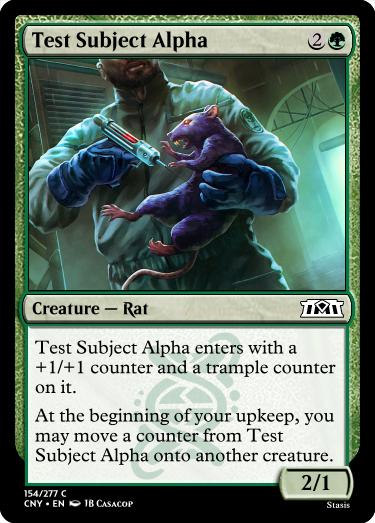 Test Subject Alpha 2
Creature — Rat
Test Subject Alpha enters with a
+1/+1 counter and a trample counter
on it.
At the beginning of your upkeep, you
may move a counter from Test
Subject Alpha onto another creature.
2/1
154/277 C
CNY • EN JB Casacop
Stasis